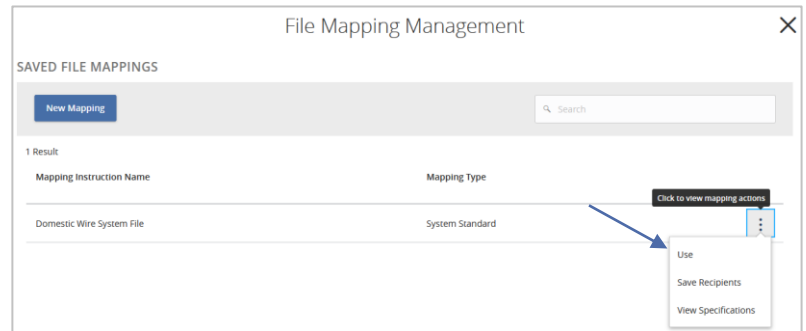 File Mapping Management
SAVED FILE MAPPINGS
New Mapping
Search
1 Result
Mapping Instruction Name Mapping Type
Click to view mapping actions
Domestic Wire System File System Standard
Use
Save Recipients
View Specifications